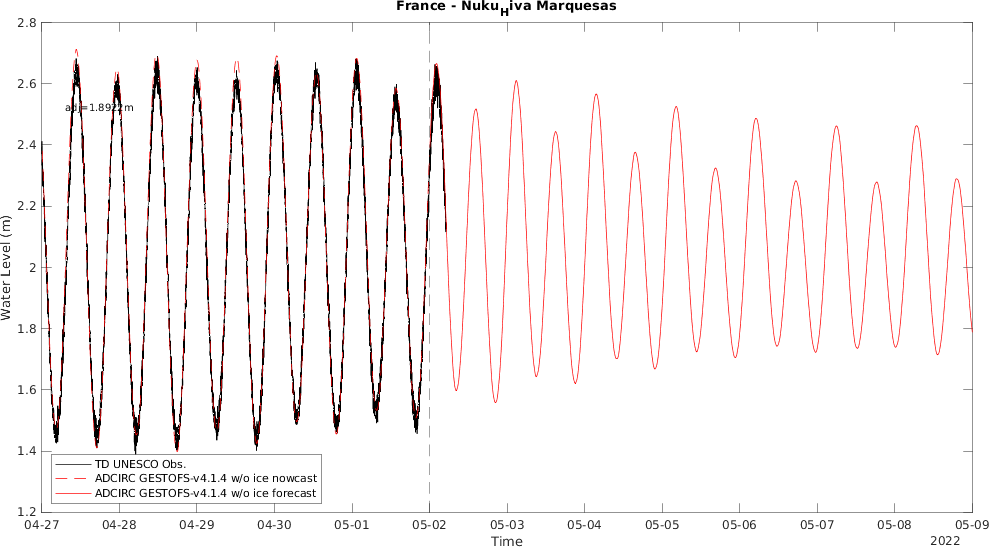 France - Nuku_Hiva Marquesas
2.8
2.6
adj=1.8922m
2.4
2.2
Water Level (m)
2
1.8
1.6
1.4
TD UNESCO Obs.
ADCIRC GESTOFS-v4.1.4 w/o ice nowcast
ADCIRC GESTOFS-v4.1.4 w/o ice forecast
1.2
04-27 04-28 04-29 04-30 05-01 05-02 05-03 05-04 05-05 05-06 05-07 05-08 05-09
Time
2022